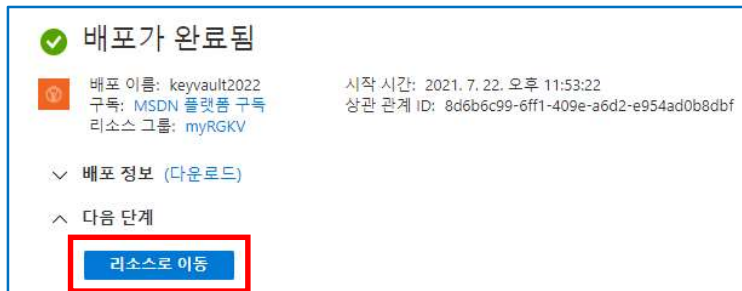 배포가 완료됨
배포 이름: keyvault2022
시작 시간: 2021. 7. 22. 오후 11:53:22
구독: MSDN 플랫폼 구독
상관 관계 ID: 8d6b6c99-6ff1-409e-a6d2-e954ad0b8dbf
리소스 그룹: myRGKV
배포 정보 (다운로드)
다음 단계
리소스로 이동